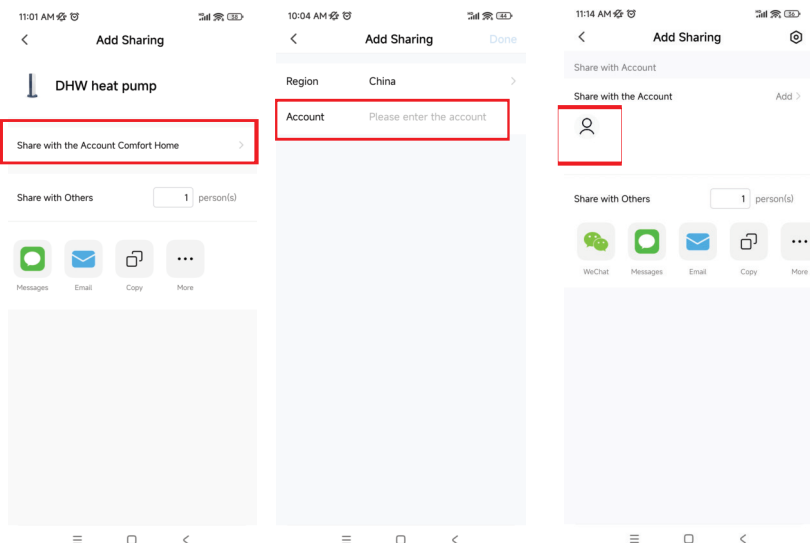 11:01 AM
38
Add Sharing
DHW heat pump
Share with the Account Comfort Home
Share with Others
1 person(s)
Messages
Email
Copy
More
10:04 AM
44
Add Sharing
Done
Region
China
Account
Please enter the account
11:14 AM
36
Add Sharing
Share with Account
Share with the Account
Add
Share with Others
1 person(s)
WeChat
Messages
Email
Copy
More